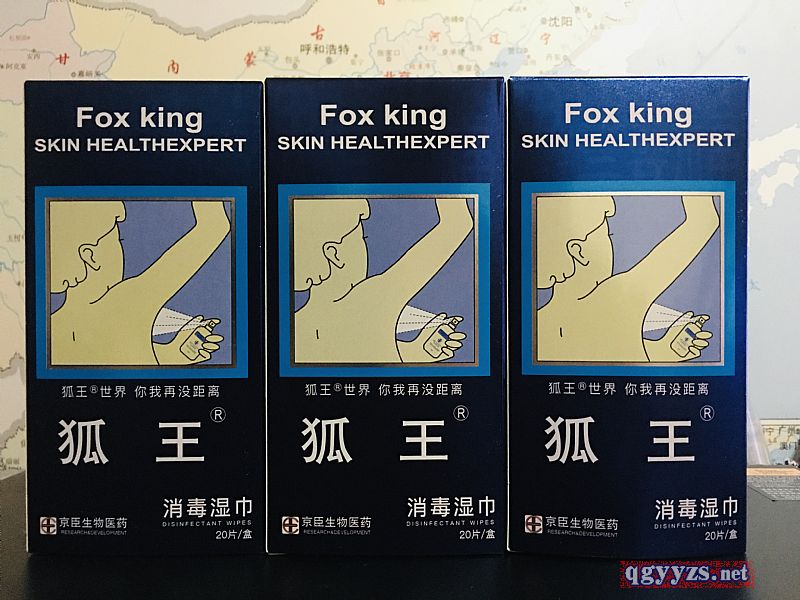 沈阳
呼和浩特
Fox king
SKIN HEALTHEXPERT
狐王®世界 你我再没距离
狐 王®
消毒湿巾
DISINFECTANT WIPES
京臣生物医药
RESEARCH&DEVELOPMENT
20片/盒
Fox king
SKIN HEALTHEXPERT
狐王®世界 你我再没距离
狐 王®
消毒湿巾
DISINFECTANT WIPES
京臣生物医药
RESEARCH&DEVELOPMENT
20片/盒
Fox king
SKIN HEALTHEXPERT
狐王®世界 你我再没距离
狐 王®
消毒湿巾
DISINFECTANT WIPES
京臣生物医药
RESEARCH&DEVELOPMENT
20片/盒
qgyyzs.net